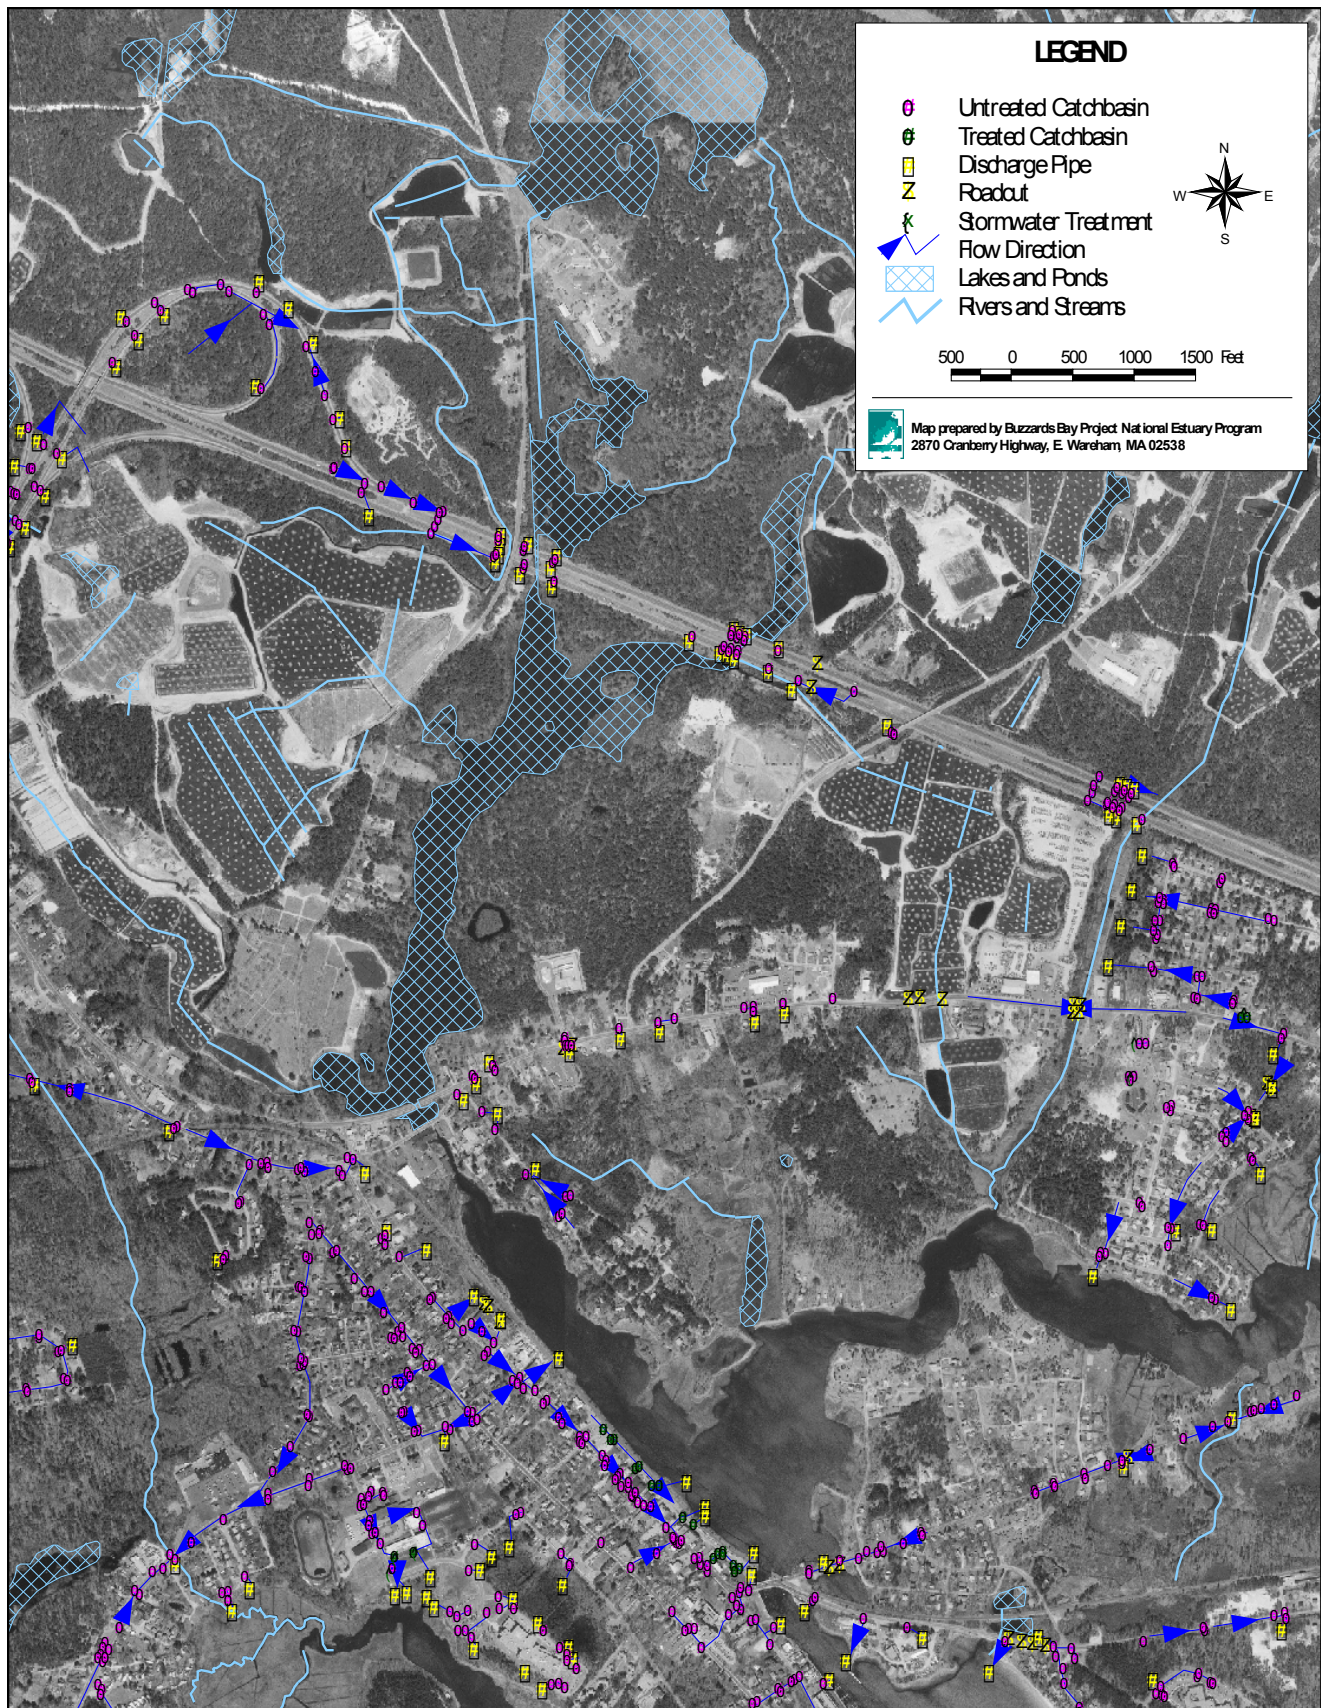 LEGEND
Untreated Catchbasin
Treated Catchbasin
Discharge Pipe
Roadcut
Stormwater Treatment
Flow Direction
Lakes and Ponds
Rivers and Streams
N
W E
S
500 0 500 1000 1500 Feet
Map prepared by Buzzards Bay Project National Estuary Program
2870 Cranberry Highway, E. Wareham, MA 02538